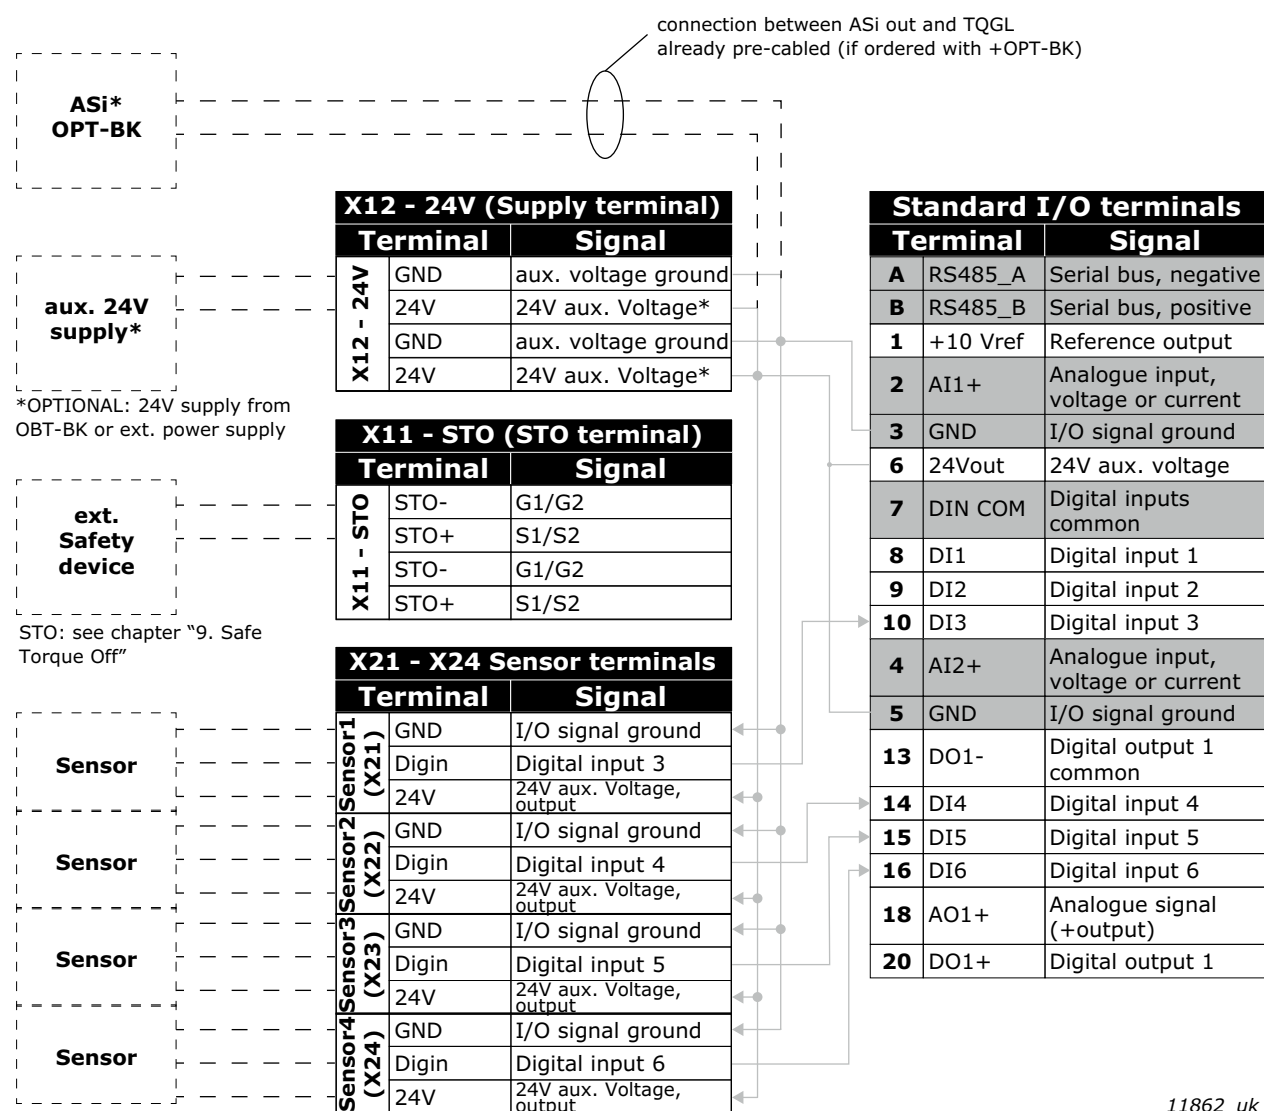 connection between ASi out and TQGL
already pre-cabled (if ordered with +OPT-BK)
ASi*
OPT-BK
aux. 24V
supply*
*OPTIONAL: 24V supply from
OBT-BK or ext. power supply
ext.
Safety
device
STO: see chapter “9. Safe
Torque Off”
Sensor
Sensor
Sensor
Sensor
X12 - 24V (Supply terminal)
Terminal Signal
X12 - 24V
GND aux. voltage ground
24V 24V aux. Voltage*
GND aux. voltage ground
24V 24V aux. Voltage*
X11 - STO (STO terminal)
Terminal Signal
X11 - STO
STO- G1/G2
STO+ S1/S2
STO- G1/G2
STO+ S1/S2
X21 - X24 Sensor terminals
Terminal Signal
Sensor1
(X21)
GND I/O signal ground
Digin Digital input 3
24V 24V aux. Voltage,
output
Sensor2
(X22)
GND I/O signal ground
Digin Digital input 4
24V 24V aux. Voltage,
output
Sensor3
(X23)
GND I/O signal ground
Digin Digital input 5
24V 24V aux. Voltage,
output
Sensor4
(X24)
GND I/O signal ground
Digin Digital input 6
24V 24V aux. Voltage,
output
Standard I/O terminals
Terminal Signal
A RS485_A Serial bus, negative
B RS485_B Serial bus, positive
1 +10 Vref Reference output
2 AI1+ Analogue input,
voltage or current
3 GND I/O signal ground
6 24Vout 24V aux. voltage
7 DIN COM Digital inputs
common
8 DI1 Digital input 1
9 DI2 Digital input 2
10 DI3 Digital input 3
4 AI2+ Analogue input,
voltage or current
5 GND I/O signal ground
13 DO1- Digital output 1
common
14 DI4 Digital input 4
15 DI5 Digital input 5
16 DI6 Digital input 6
18 AO1+ Analogue signal
(+output)
20 DO1+ Digital output 1
11862_uk